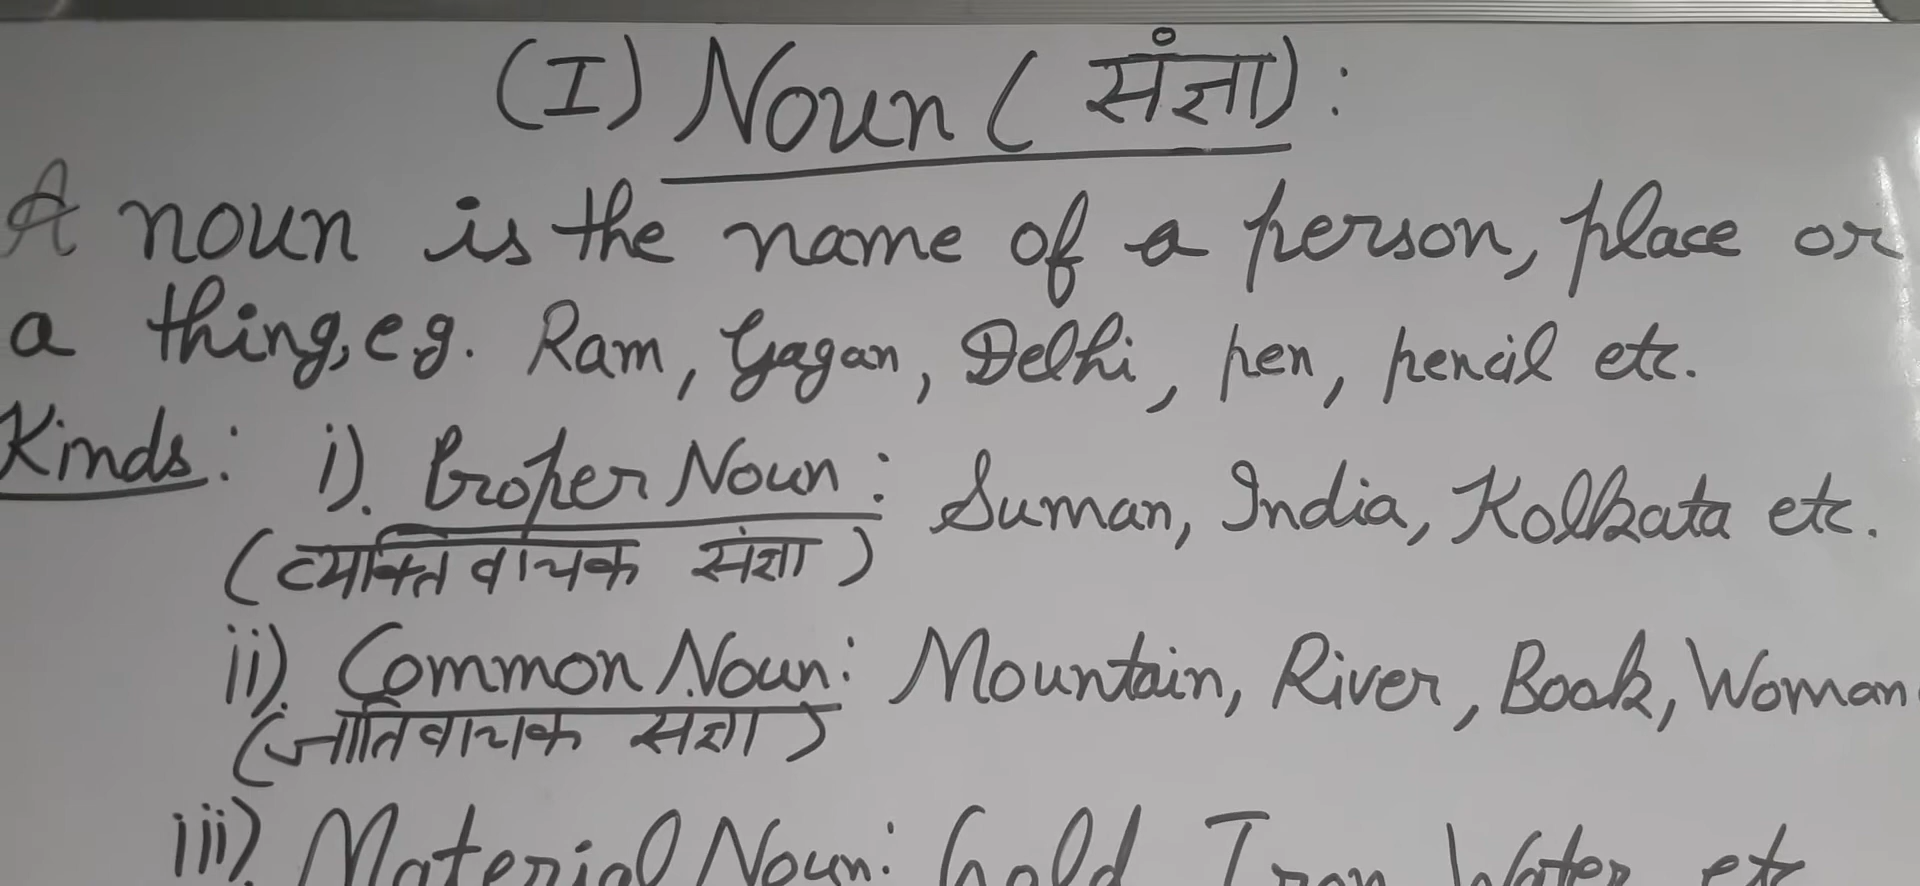 (I) Noun (संज्ञा):
A noun is the name of a person, place or
a thing, e.g. Ram, Gagan, Delhi, pen, pencil etc.
Kinds: i). Proper Noun: Suman, India, Kolkata etc.
(व्यक्तिवाचक संज्ञा)
ii). Common Noun: Mountain, River, Book, Woman
(जातिवाचक संज्ञा)
iii). Material Noun: Gold Iron Water etc